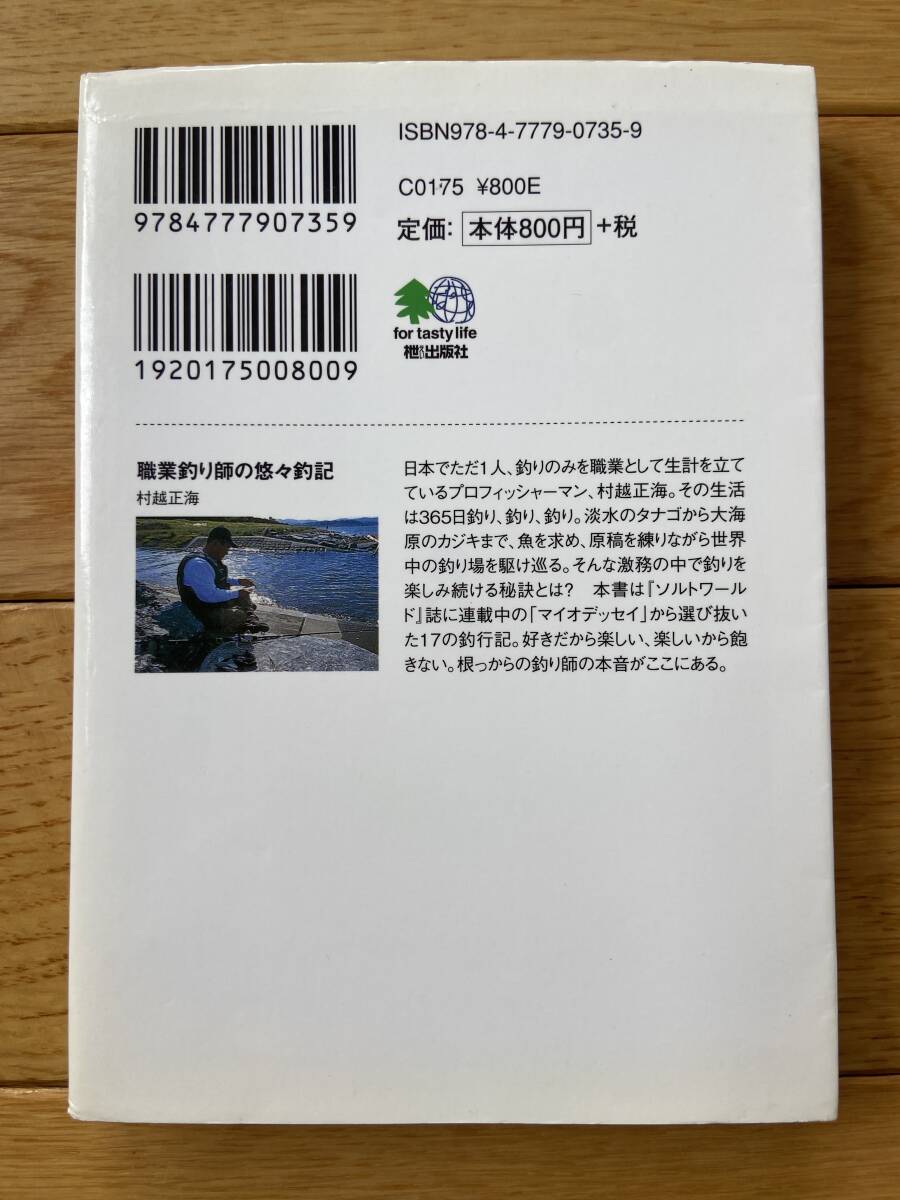 ISBN978-4-7779-0735-9
C0175 ¥800E
定価: 本体800円 +税
9784777907359
1920175008009
for tasty life
枻出版社
職業釣り師の悠々釣記
村越正海
日本でただ1人、釣りのみを職業として生計を立て
ているプロフィッシャーマン、村越正海。その生活
は365日釣り、釣り、釣り。淡水のタナゴから大海
原のカジキまで、魚を求め、原稿を練りながら世界
中の釣り場を駆け巡る。そんな激務の中で釣りを
楽しみ続ける秘訣とは? 本書は『ソルトワール
ド』誌に連載中の「マイオデッセイ」から選び抜い
た17の釣行記。好きだから楽しい、楽しいから飽
きない。根っからの釣り師の本音がここにある。